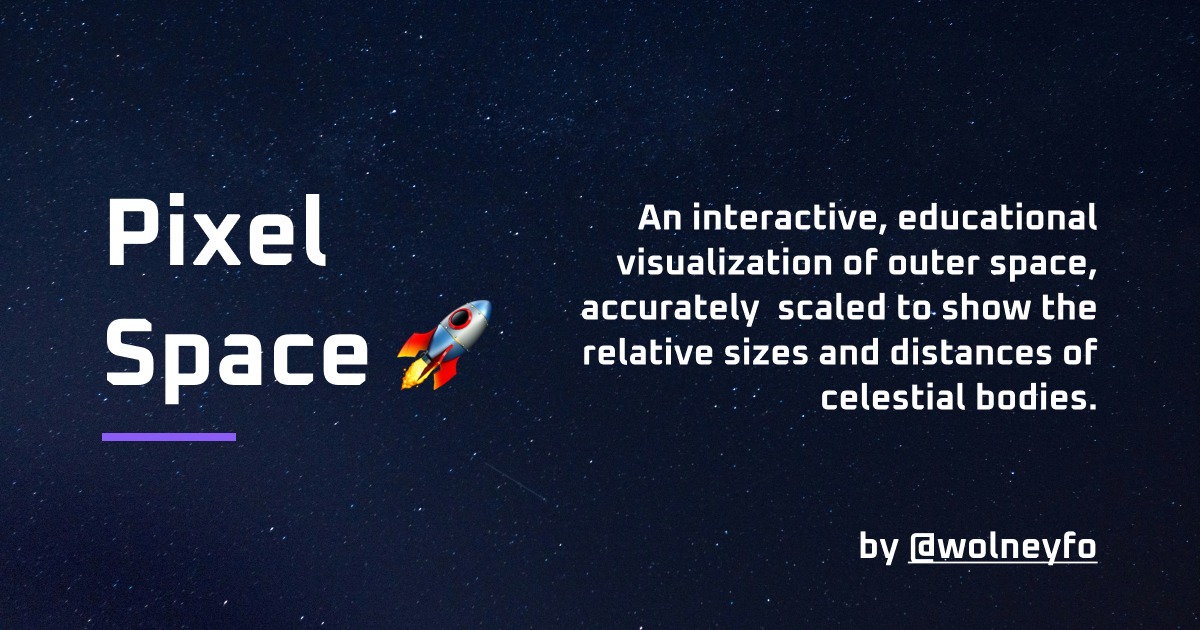 Pixel
Space 🚀
An interactive, educational
visualization of outer space,
accurately  scaled to show the
relative sizes and distances of
celestial bodies.
by @wolneyfo